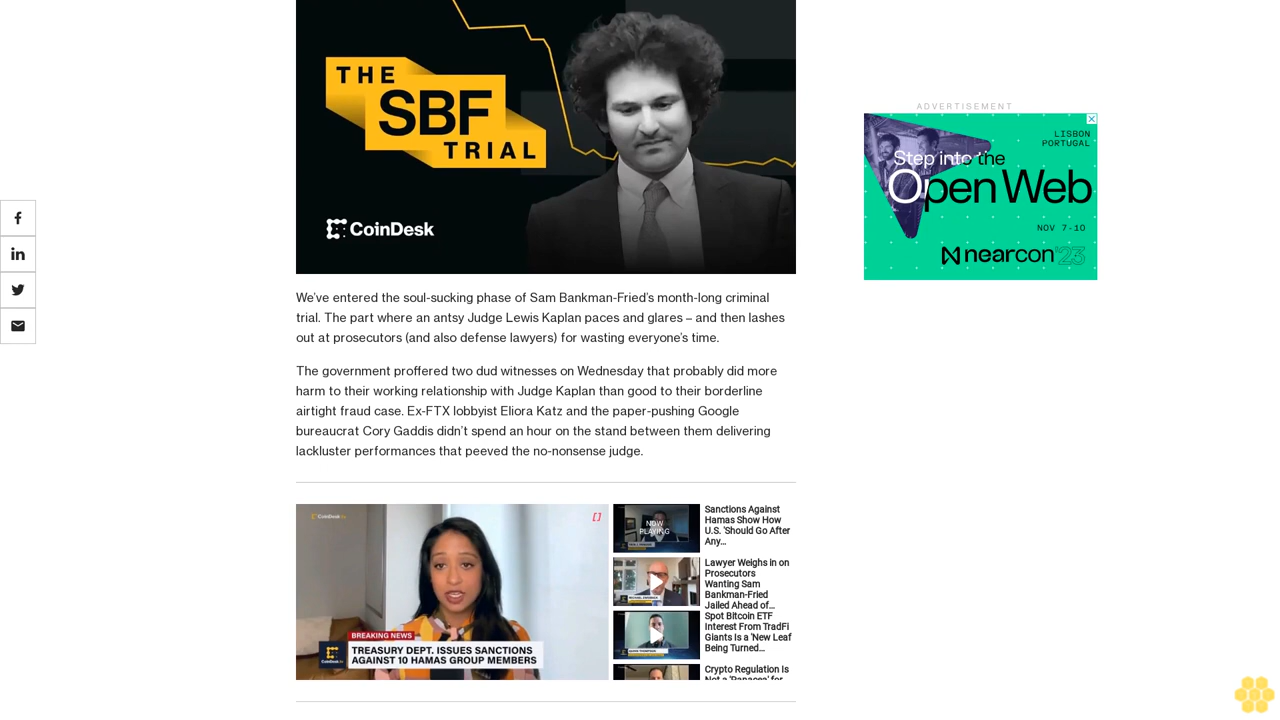 THE
SBF
TRIAL
CoinDesk
We've entered the soul-sucking phase of Sam Bankman-Fried's month-long criminal
trial. The part where an antsy Judge Lewis Kaplan paces and glares – and then lashes
out at prosecutors (and also defense lawyers) for wasting everyone's time.
The government proffered two dud witnesses on Wednesday that probably did more
harm to their working relationship with Judge Kaplan than good to their borderline
airtight fraud case. Ex-FTX lobbyist Eliora Katz and the paper-pushing Google
bureaucrat Cory Gaddis didn't spend an hour on the stand between them delivering
lackluster performances that peeved the no-nonsense judge.
CoinDesk
BREAKING NEWS
TREASURY DEPT. ISSUES SANCTIONS
AGAINST 10 HAMAS GROUP MEMBERS
CoinDesk
NOW
PLAYING
Sanctions Against
Hamas Show How
U.S. 'Should Go After
Any...
Lawyer Weighs in on
Prosecutors
Wanting Sam
Bankman-Fried
Jailed Ahead of...
Spot Bitcoin ETF
Interest From TradFi
Giants Is a 'New Leaf
Being Turned...
Crypto Regulation Is
Not a 'Panacea' for
ADVERTISEMENT
LISBON
PORTUGAL
Step into the
Open Web
NOV 7-10
nearcon'23